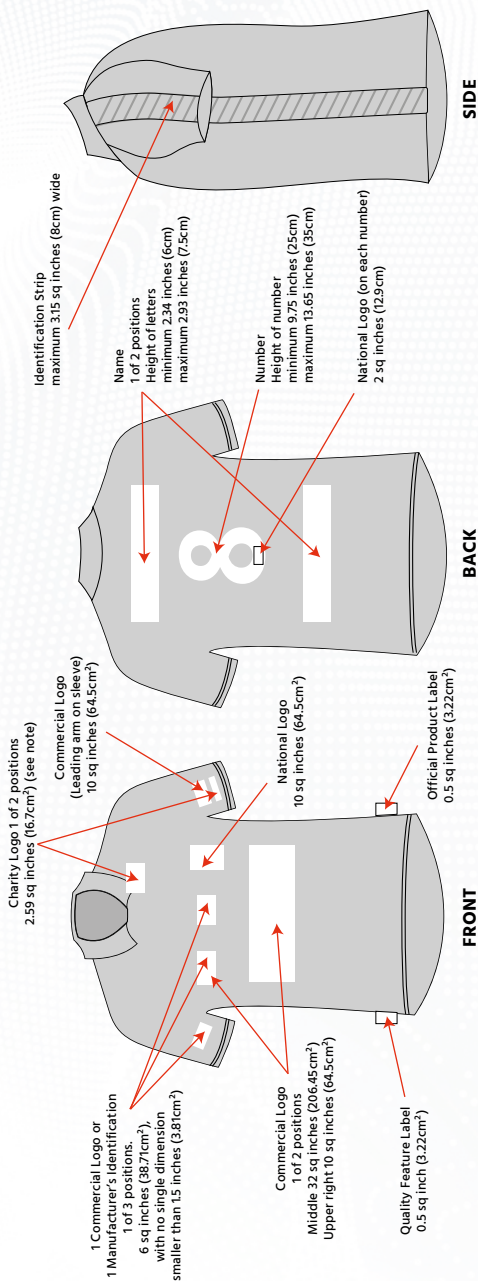 Charity Logo 1 of 2 positions
2.59 sq inches (16.7cm²) (see note)
Commercial Logo
(Leading arm on sleeve)
10 sq inches (64.5cm²)
1 Commercial Logo or
1 Manufacturer's Identification
1 of 3 positions.
6 sq inches (38.71cm²),
with no single dimension
smaller than 1.5 inches (3.81cm²)
National Logo
10 sq inches (64.5cm²)
Commercial Logo
1 of 2 positions
Middle 32 sq inches (206.45cm²)
Upper right 10 sq inches (64.5cm²)
Quality Feature Label
0.5 sq inch (3.22cm²)
Official Product Label
0.5 sq inches (3.22cm²)
FRONT
8
Name
1 of 2 positions
Height of letters
minimum 2.34 inches (6cm)
maximum 2.93 inches (7.5cm)
Number
Height of number
minimum 9.75 inches (25cm)
maximum 13.65 inches (35cm)
National Logo (on each number)
2 sq inches (12.9cm)
BACK
Identification Strip
maximum 3.15 sq inches (8cm) wide
SIDE